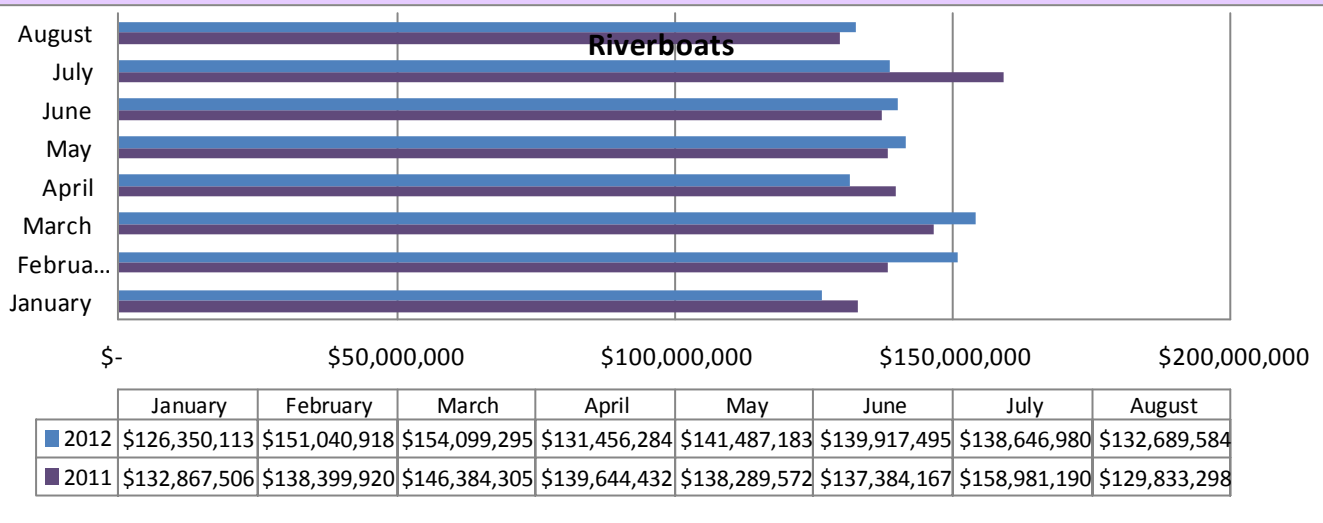 Riverboats
August
July
June
May
April
March
Februa...
January
$- $50,000,000 $100,000,000 $150,000,000 $200,000,000
January February March April May June July August
2012 $126,350,113 $151,040,918 $154,099,295 $131,456,284 $141,487,183 $139,917,495 $138,646,980 $132,689,584
2011 $132,867,506 $138,399,920 $146,384,305 $139,644,432 $138,289,572 $137,384,167 $158,981,190 $129,833,298